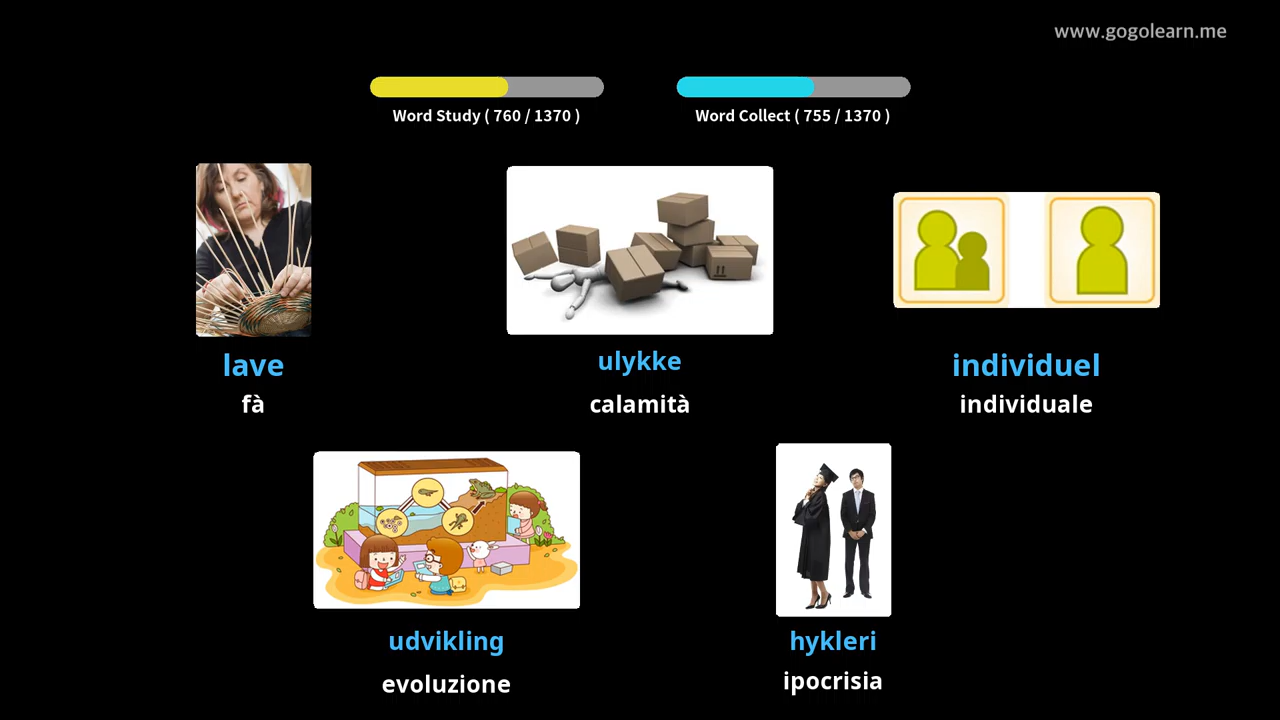 www.gogolearn.me
Word Study ( 760 / 1370 )
Word Collect ( 755 / 1370 )
lave
fà
ulykke
calamità
individuel
individuale
udvikling
evoluzione
hykleri
ipocrisia